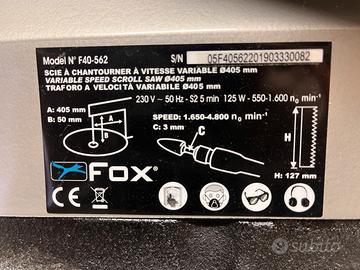 Model N° F40-562
S/N 05F40562201903330082
SCIE À CHANTOURNER À VITESSE VARIABLE Ø405 mm
VARIABLE SPEED SCROLL SAW Ø405 mm
TRAFORO A VELOCITÀ VARIABILE Ø405 mm
A: 405 mm
B: 50 mm
230 V ~ 50 Hz - S2 5 min 125 W - 550-1.600 n₀ min⁻¹
SPEED: 1.650-4.800 n₀ min⁻¹
C: 3 mm
A
B
C
H
H: 127 mm
FOX®
CE
subito